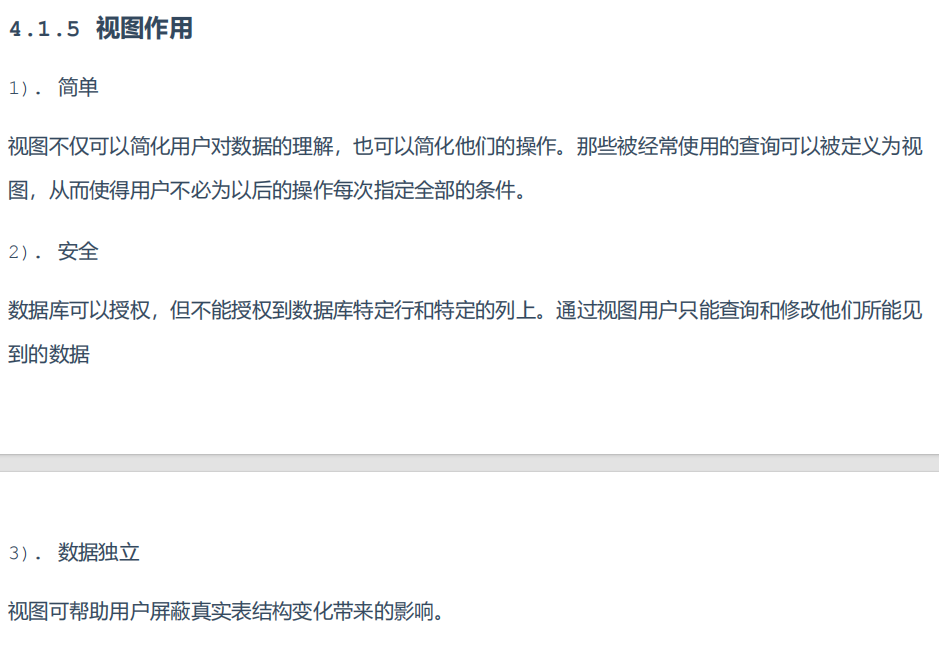 4.1.5 视图作用
1). 简单
视图不仅可以简化用户对数据的理解，也可以简化他们的操作。那些被经常使用的查询可以被定义为视
图，从而使得用户不必为以后的操作每次指定全部的条件。
2). 安全
数据库可以授权，但不能授权到数据库特定行和特定的列上。通过视图用户只能查询和修改他们所能见
到的数据
3). 数据独立
视图可帮助用户屏蔽真实表结构变化带来的影响。